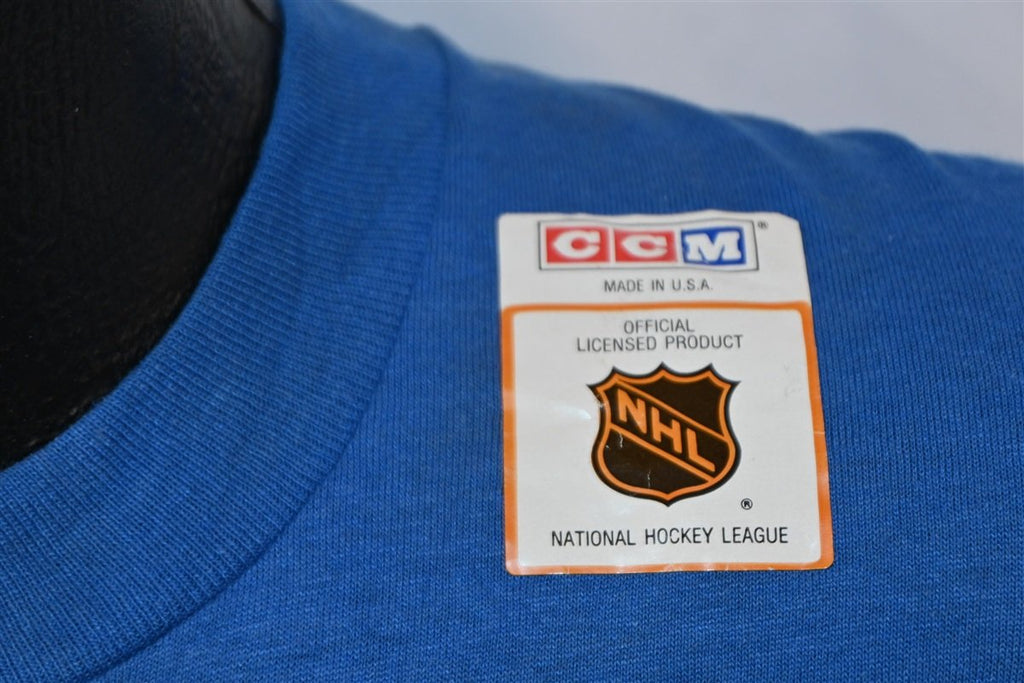 CCM®
MADE IN U.S.A.
OFFICIAL
LICENSED PRODUCT
NHL
®
NATIONAL HOCKEY LEAGUE